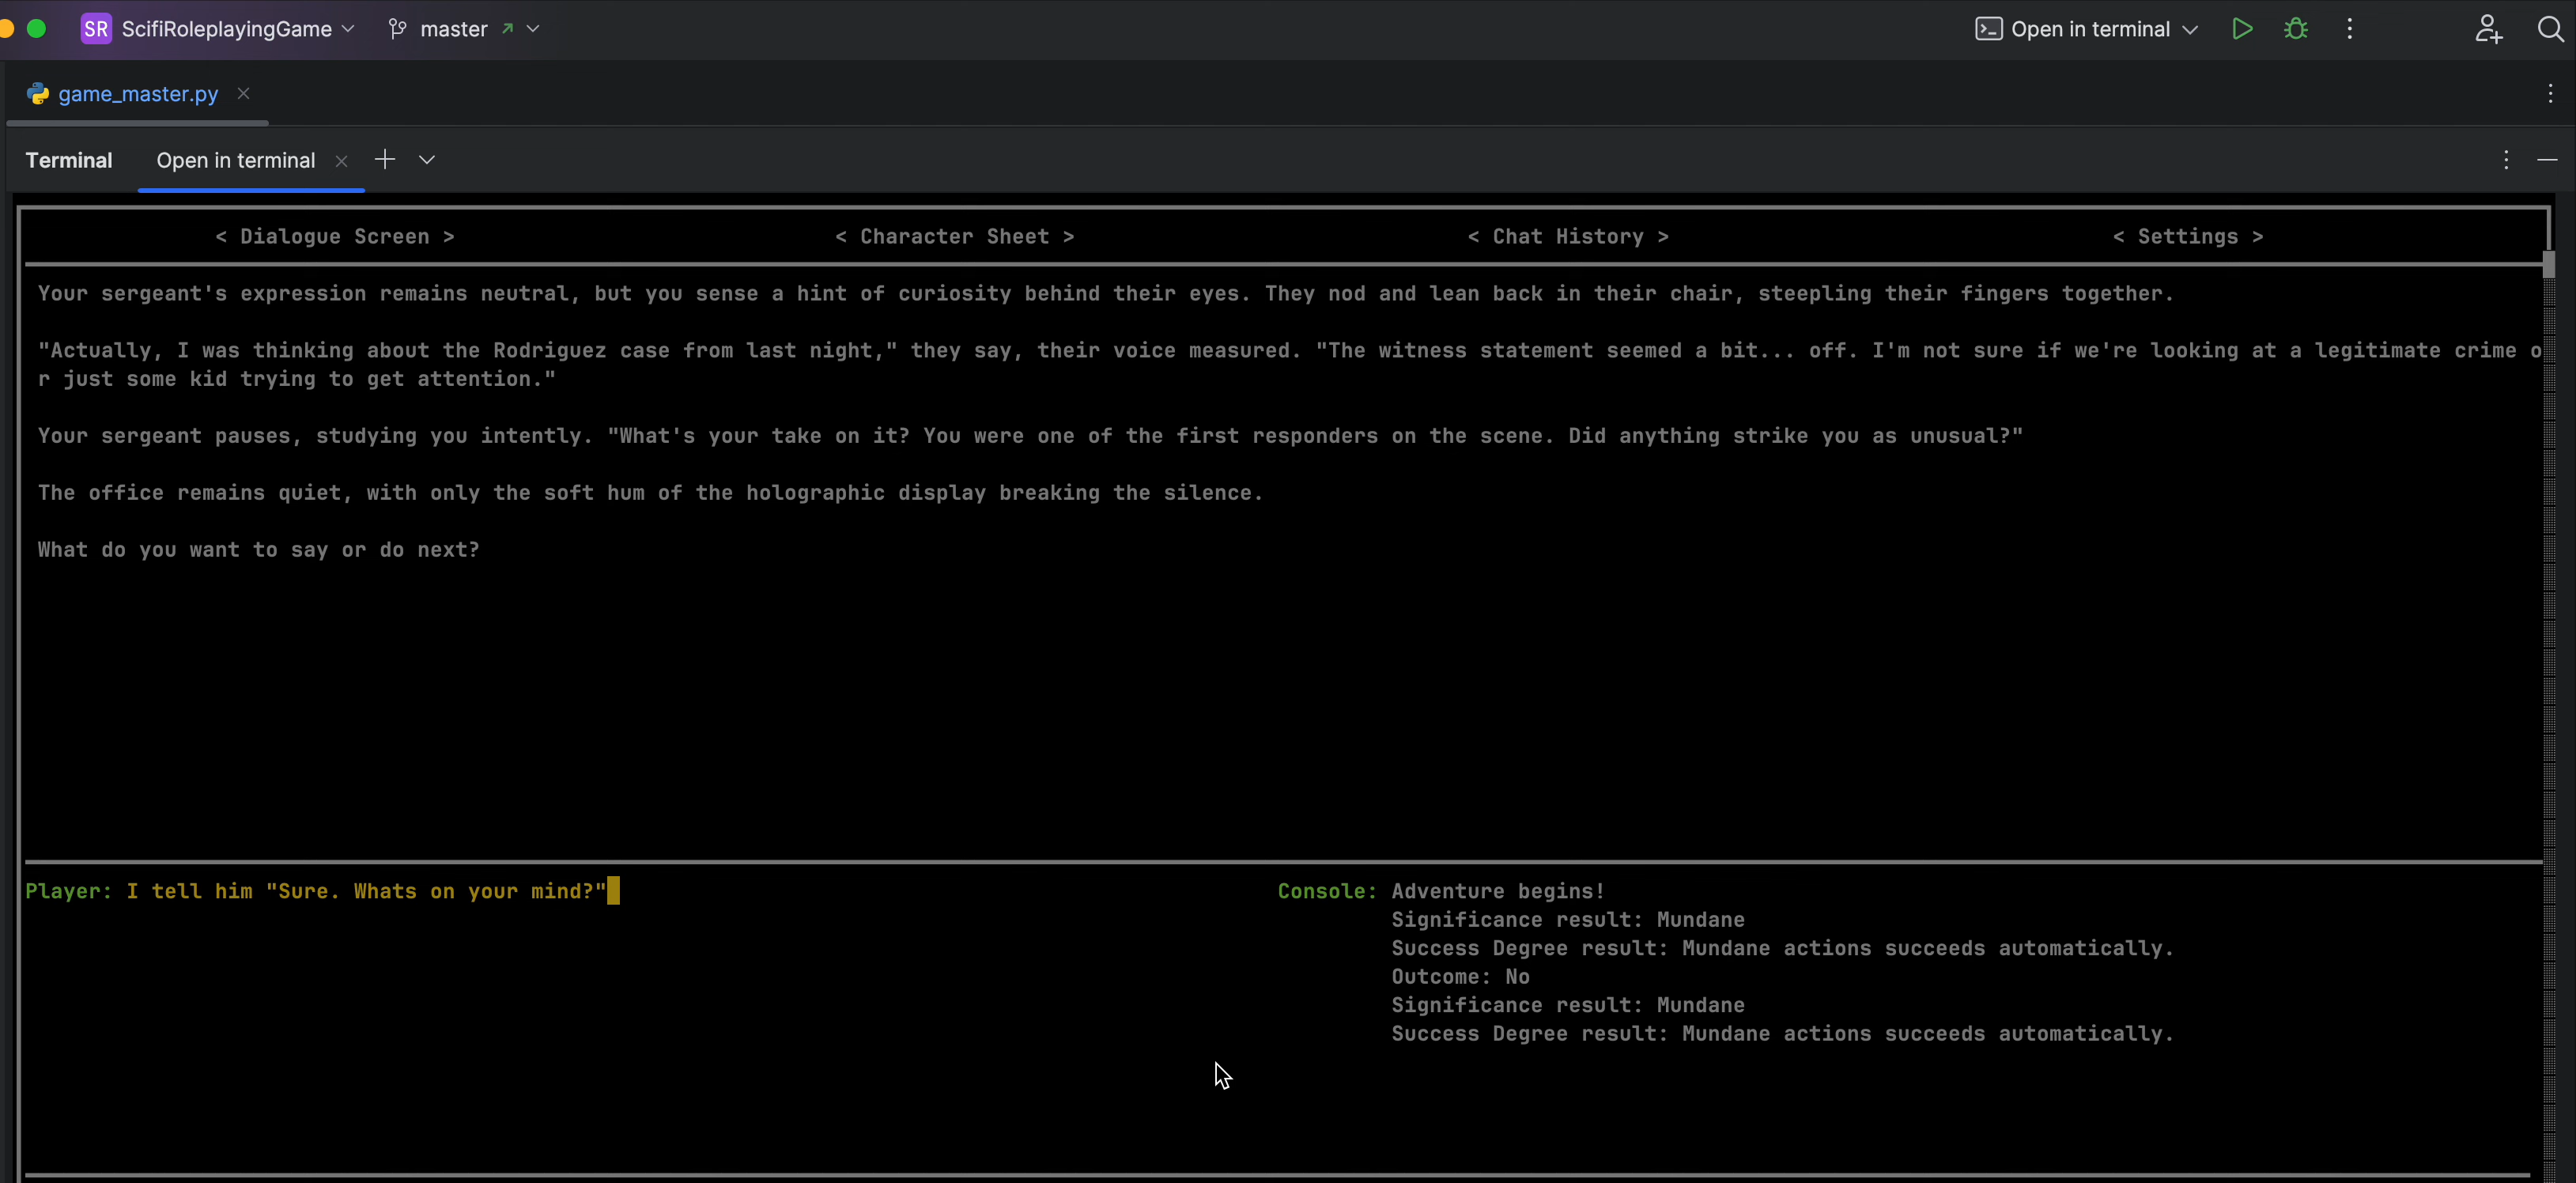 SR ScifiRoleplayingGame master Open in terminal
game_master.py
Terminal Open in terminal
< Dialogue Screen > < Character Sheet > < Chat History > < Settings >
Your sergeant's expression remains neutral, but you sense a hint of curiosity behind their eyes. They nod and lean back in their chair, steepling their fingers together.
"Actually, I was thinking about the Rodriguez case from last night," they say, their voice measured. "The witness statement seemed a bit... off. I'm not sure if we're looking at a legitimate crime o
r just some kid trying to get attention."
Your sergeant pauses, studying you intently. "What's your take on it? You were one of the first responders on the scene. Did anything strike you as unusual?"
The office remains quiet, with only the soft hum of the holographic display breaking the silence.
What do you want to say or do next?
Player: I tell him "Sure. Whats on your mind?"
Console: Adventure begins!
Significance result: Mundane
Success Degree result: Mundane actions succeeds automatically.
Outcome: No
Significance result: Mundane
Success Degree result: Mundane actions succeeds automatically.